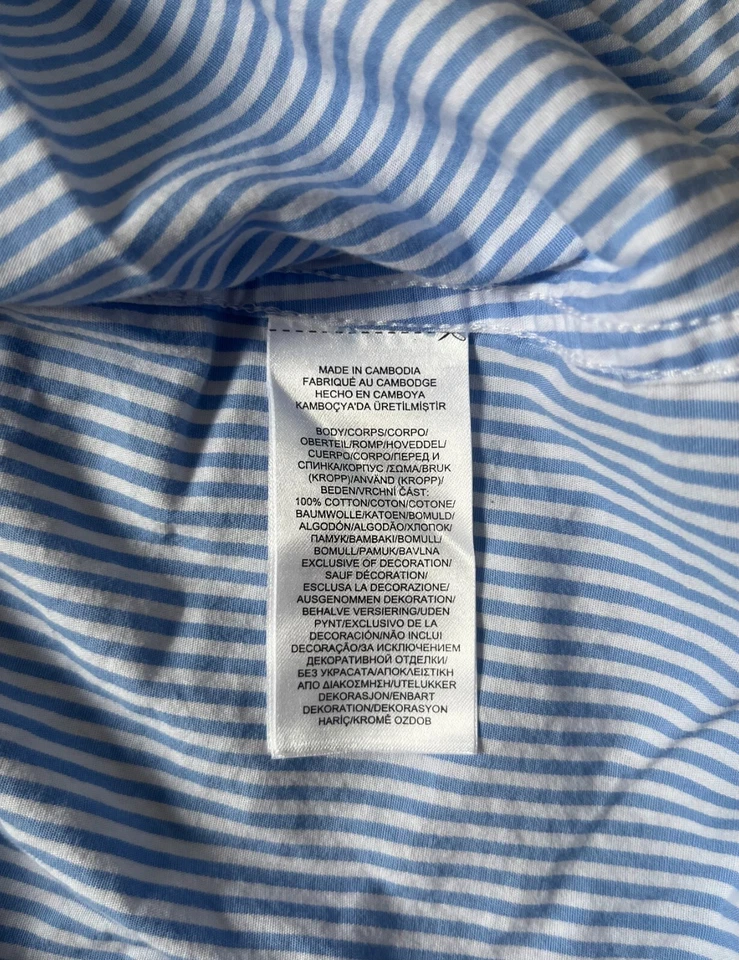 MADE IN CAMBODIA
FABRIQUÉ AU CAMBODGE
HECHO EN CAMBOYA
KAMBOÇYA'DA ÜRETİLMİŞTİR
BODY/CORPS/CORPO/
OBERTEIL/ROMP/HOVEDDEL/
CUERPO/CORPO/ПЕРЕД И
СПИНКА/КОРПУС /ΣΩΜΑ/BRUK
(KROPP)/ANVÄND (KROPP)/
BEDEN/VRCHNÍ ČÁST:
100% COTTON/COTON/COTONE/
BAUMWOLLE/KATOEN/BOMULD/
ALGODÓN/ALGODÃO/ХЛОПОК/
ПАМУК/ΒΑΜΒΑΚΙ/BOMULL/
BOMULL/PAMUK/BAVLNA
EXCLUSIVE OF DECORATION/
SAUF DÉCORATION/
ESCLUSA LA DECORAZIONE/
AUSGENOMMEN DEKORATION/
BEHALVE VERSIERING/UDEN
PYNT/EXCLUSIVO DE LA
DECORACIÓN/NÃO INCLUI
DECORAÇÃO/ЗА ИСКЛЮЧЕНИЕМ
ДЕКОРАТИВНОЙ ОТДЕЛКИ/
БЕЗ УКРАСАТА/ΑΠΟΚΛΕΙΣΤΙΚΗ
ΑΠΟ ΔΙΑΚΟΣΜΗΣΗ/UTELUKKER
DEKORASJON/ENBART
DEKORATION/DEKORASYON
HARİÇ/KROMĚ OZDOB